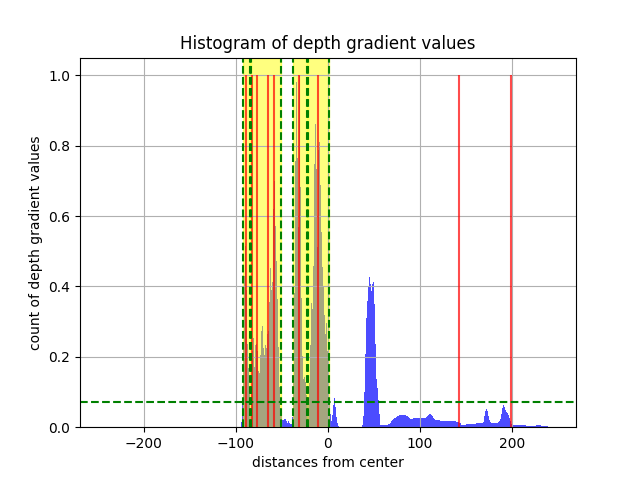 Histogram of depth gradient values
count of depth gradient values
1.0
0.8
0.6
0.4
0.2
0.0
−200 −100 0 100 200
distances from center